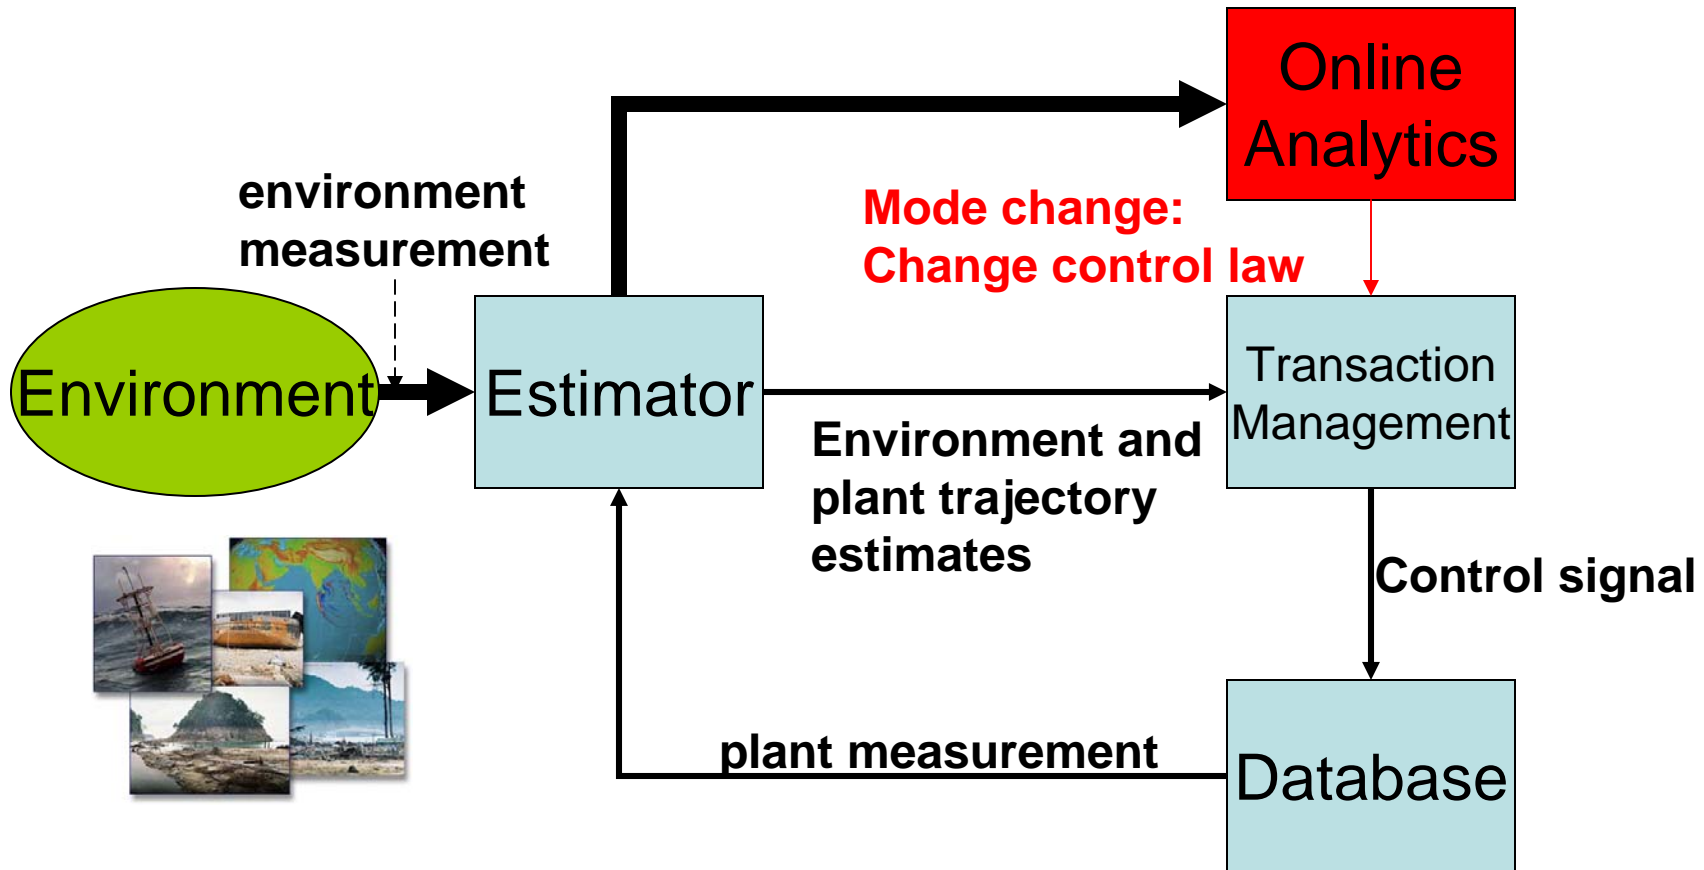 Online
Analytics
environment
measurement
Mode change:
Change control law
Environment
Estimator
Transaction
Management
Environment and
plant trajectory
estimates
Control signal
plant measurement
Database